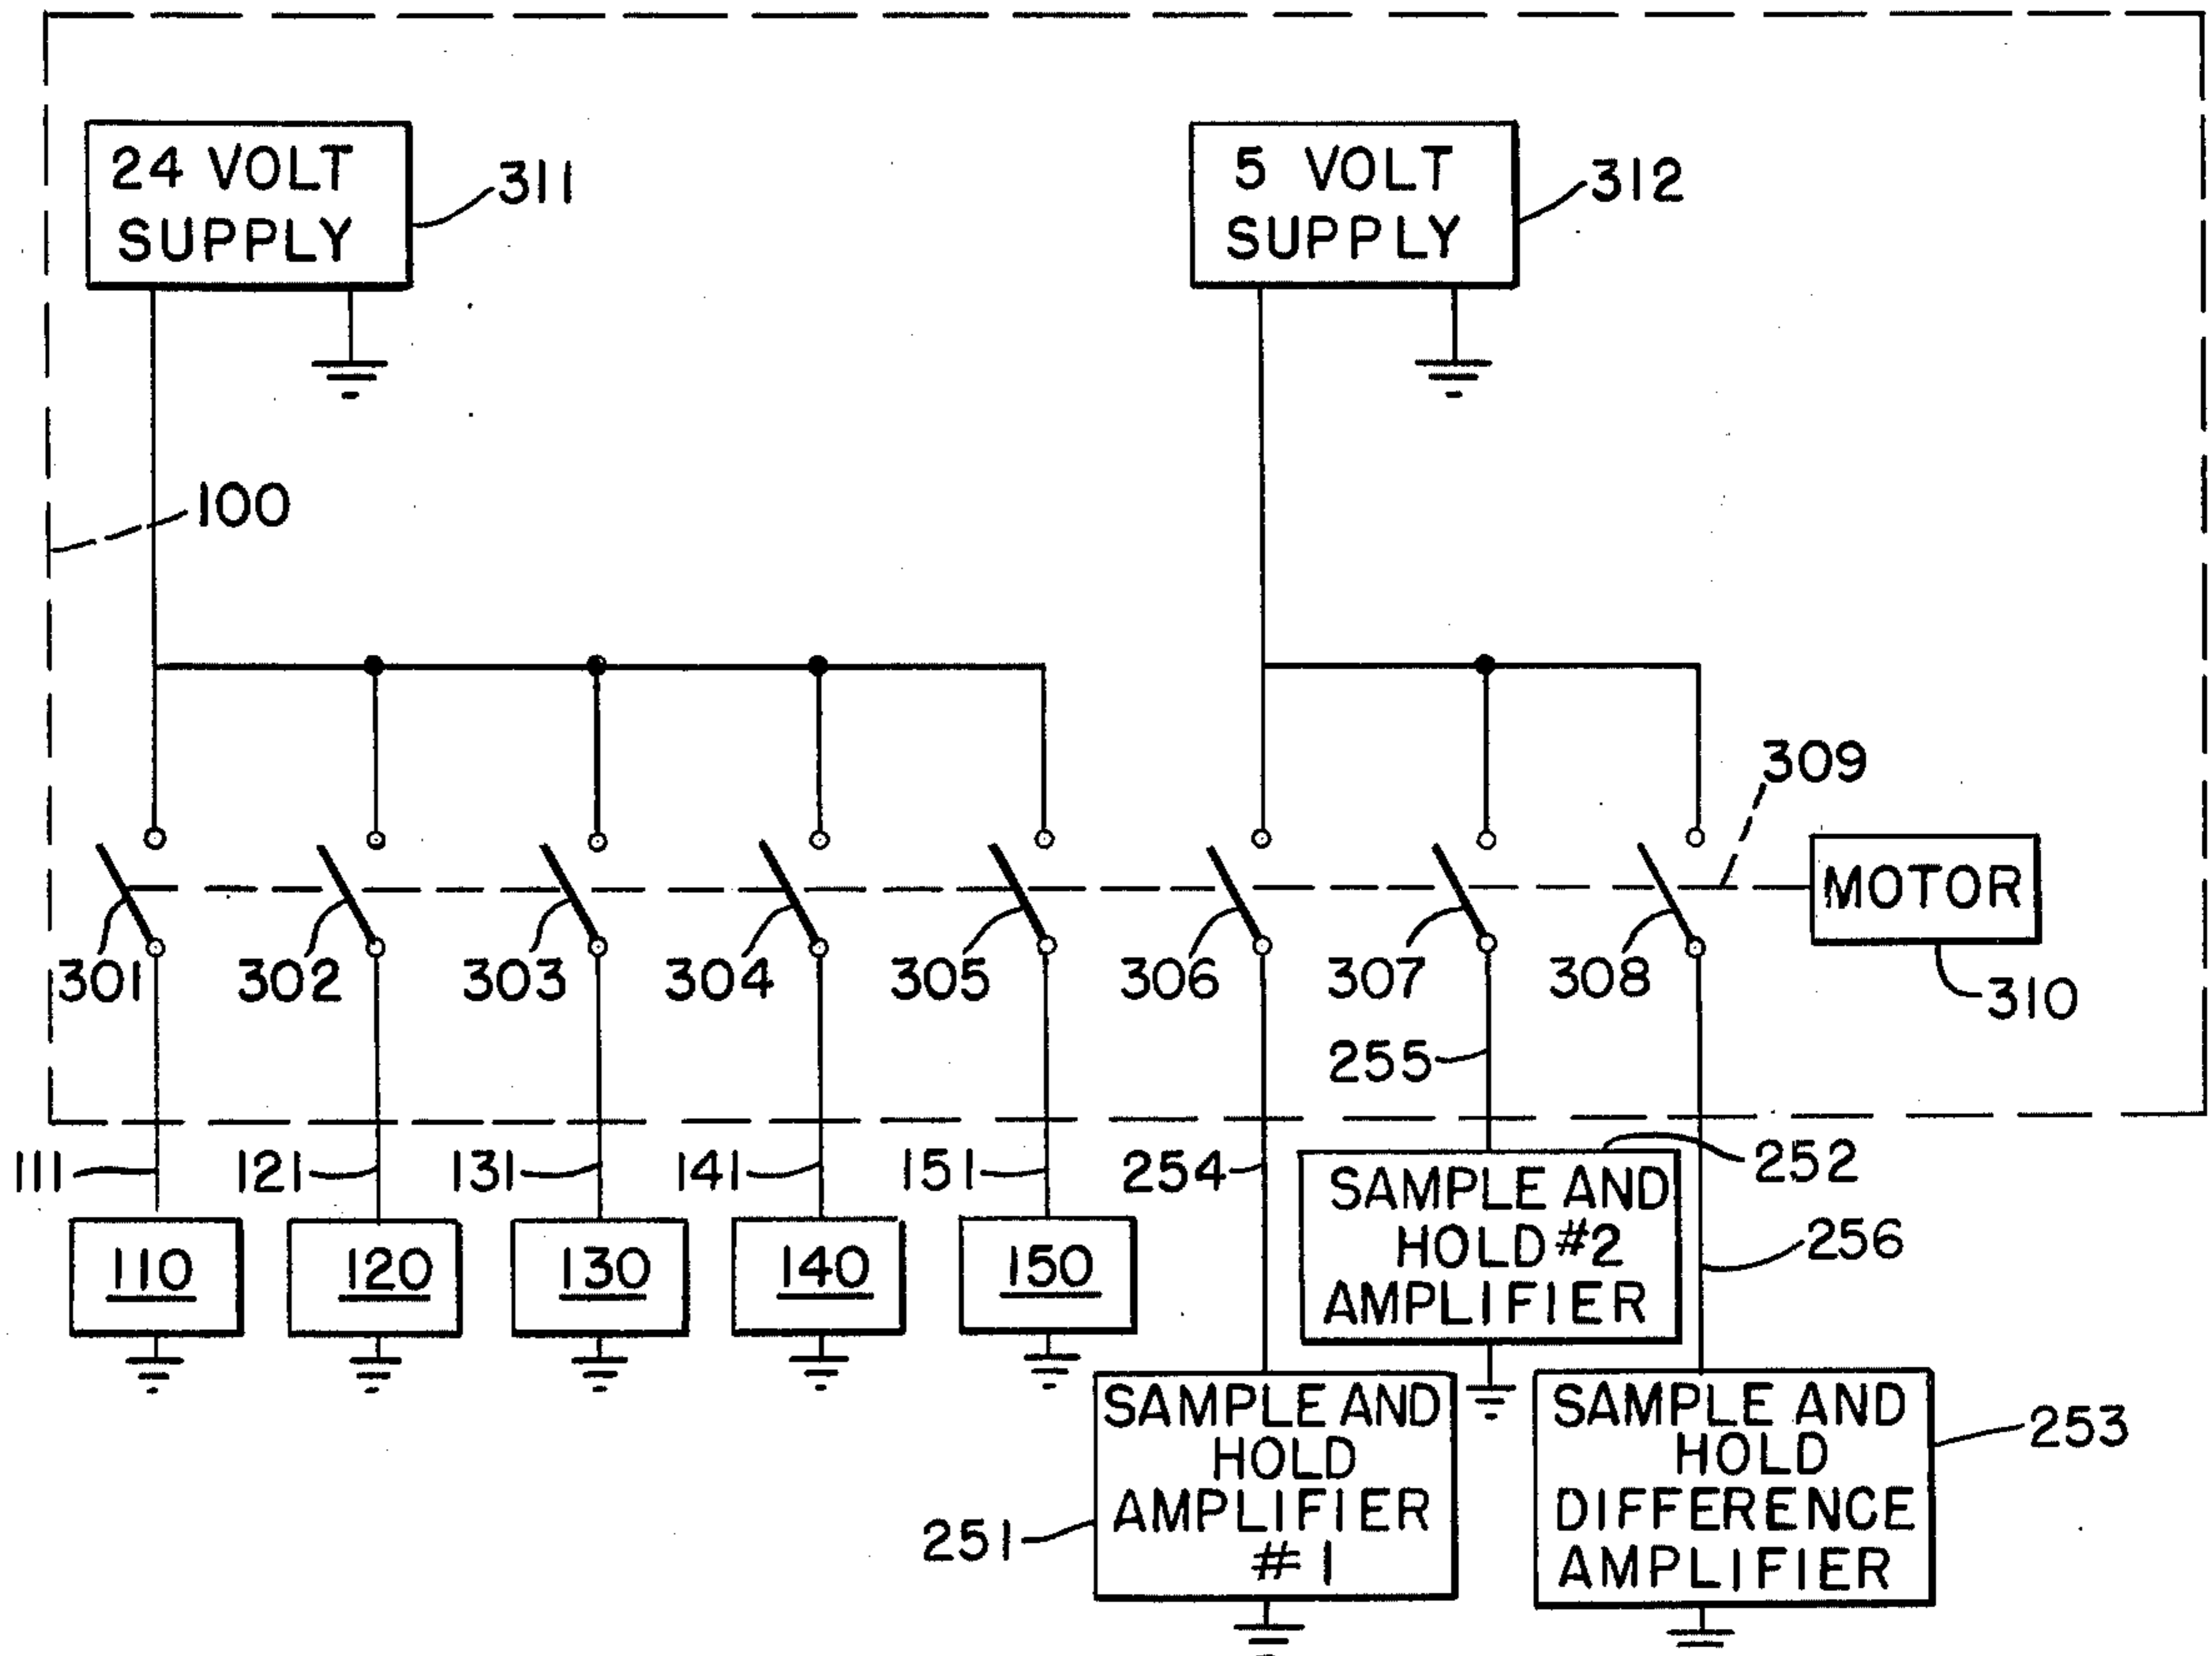 24 VOLT
SUPPLY
311
5 VOLT
SUPPLY
312
100
309
MOTOR
301
302
303
304
305
306
307
308
310
255
111
121
131
141
151
254
252
110
120
130
140
150
SAMPLE AND
HOLD #2
AMPLIFIER
256
SAMPLE AND
HOLD
AMPLIFIER
#1
251
SAMPLE AND
HOLD
DIFFERENCE
AMPLIFIER
253